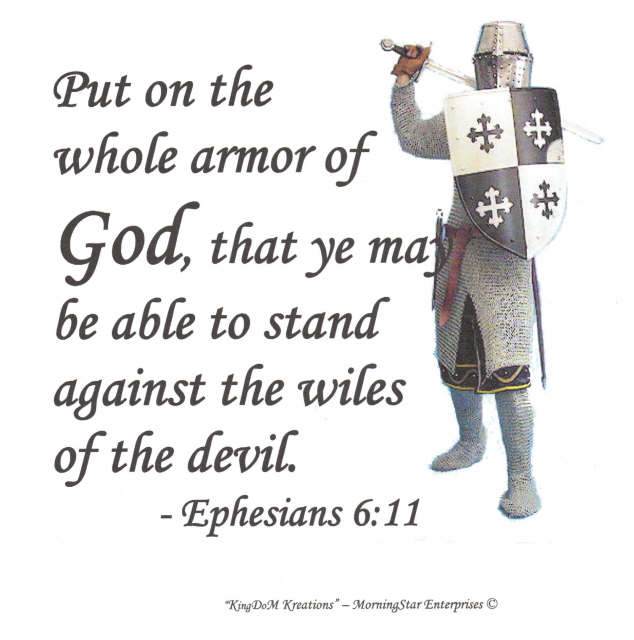 Put on the
whole armor of
God, that ye may
be able to stand
against the wiles
of the devil.
- Ephesians 6:11
"KingDoM Kreations" – MorningStar Enterprises ©